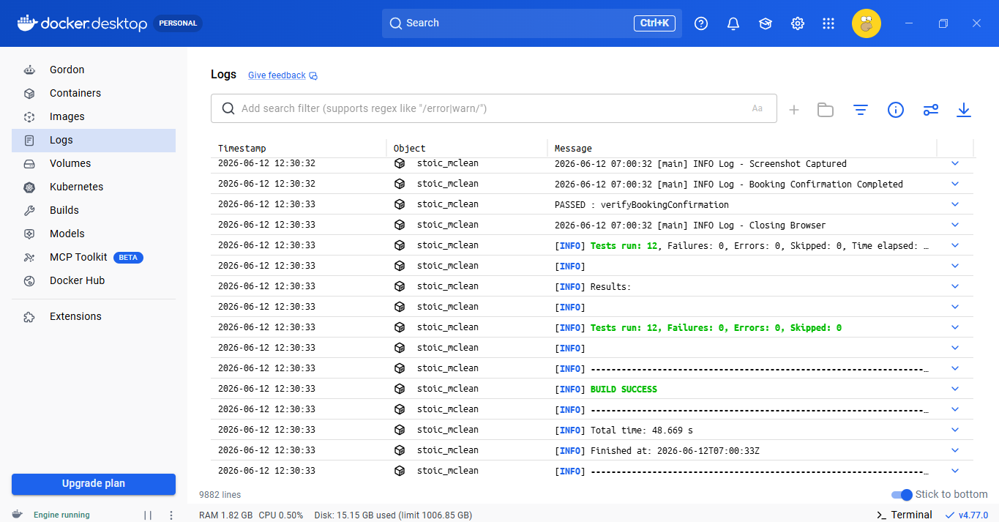 docker.desktop PERSONAL Search Ctrl+K
Gordon
Containers
Images
Logs
Volumes
Kubernetes
Builds
Models
MCP Toolkit BETA
Docker Hub
Extensions
Upgrade plan
Engine running
Logs Give feedback
Add search filter (supports regex like "/error|warn/") Aa
Timestamp Object Message
2026-06-12 12:30:32 stoic_mclean 2026-06-12 07:00:32 [main] INFO Log - Screenshot Captured
2026-06-12 12:30:32 stoic_mclean 2026-06-12 07:00:32 [main] INFO Log - Booking Confirmation Completed
2026-06-12 12:30:33 stoic_mclean PASSED : verifyBookingConfirmation
2026-06-12 12:30:33 stoic_mclean 2026-06-12 07:00:32 [main] INFO Log - Closing Browser
2026-06-12 12:30:33 stoic_mclean [INFO] Tests run: 12, Failures: 0, Errors: 0, Skipped: 0, Time elapsed: …
2026-06-12 12:30:33 stoic_mclean [INFO]
2026-06-12 12:30:33 stoic_mclean [INFO] Results:
2026-06-12 12:30:33 stoic_mclean [INFO]
2026-06-12 12:30:33 stoic_mclean [INFO] Tests run: 12, Failures: 0, Errors: 0, Skipped: 0
2026-06-12 12:30:33 stoic_mclean [INFO]
2026-06-12 12:30:33 stoic_mclean [INFO] -----------------------------------------------------------------…
2026-06-12 12:30:33 stoic_mclean [INFO] BUILD SUCCESS
2026-06-12 12:30:33 stoic_mclean [INFO] -----------------------------------------------------------------…
2026-06-12 12:30:33 stoic_mclean [INFO] Total time: 48.669 s
2026-06-12 12:30:33 stoic_mclean [INFO] Finished at: 2026-06-12T07:00:33Z
2026-06-12 12:30:33 stoic_mclean [INFO] -----------------------------------------------------------------…
9882 lines Stick to bottom
RAM 1.82 GB CPU 0.50% Disk: 15.15 GB used (limit 1006.85 GB) Terminal v4.77.0